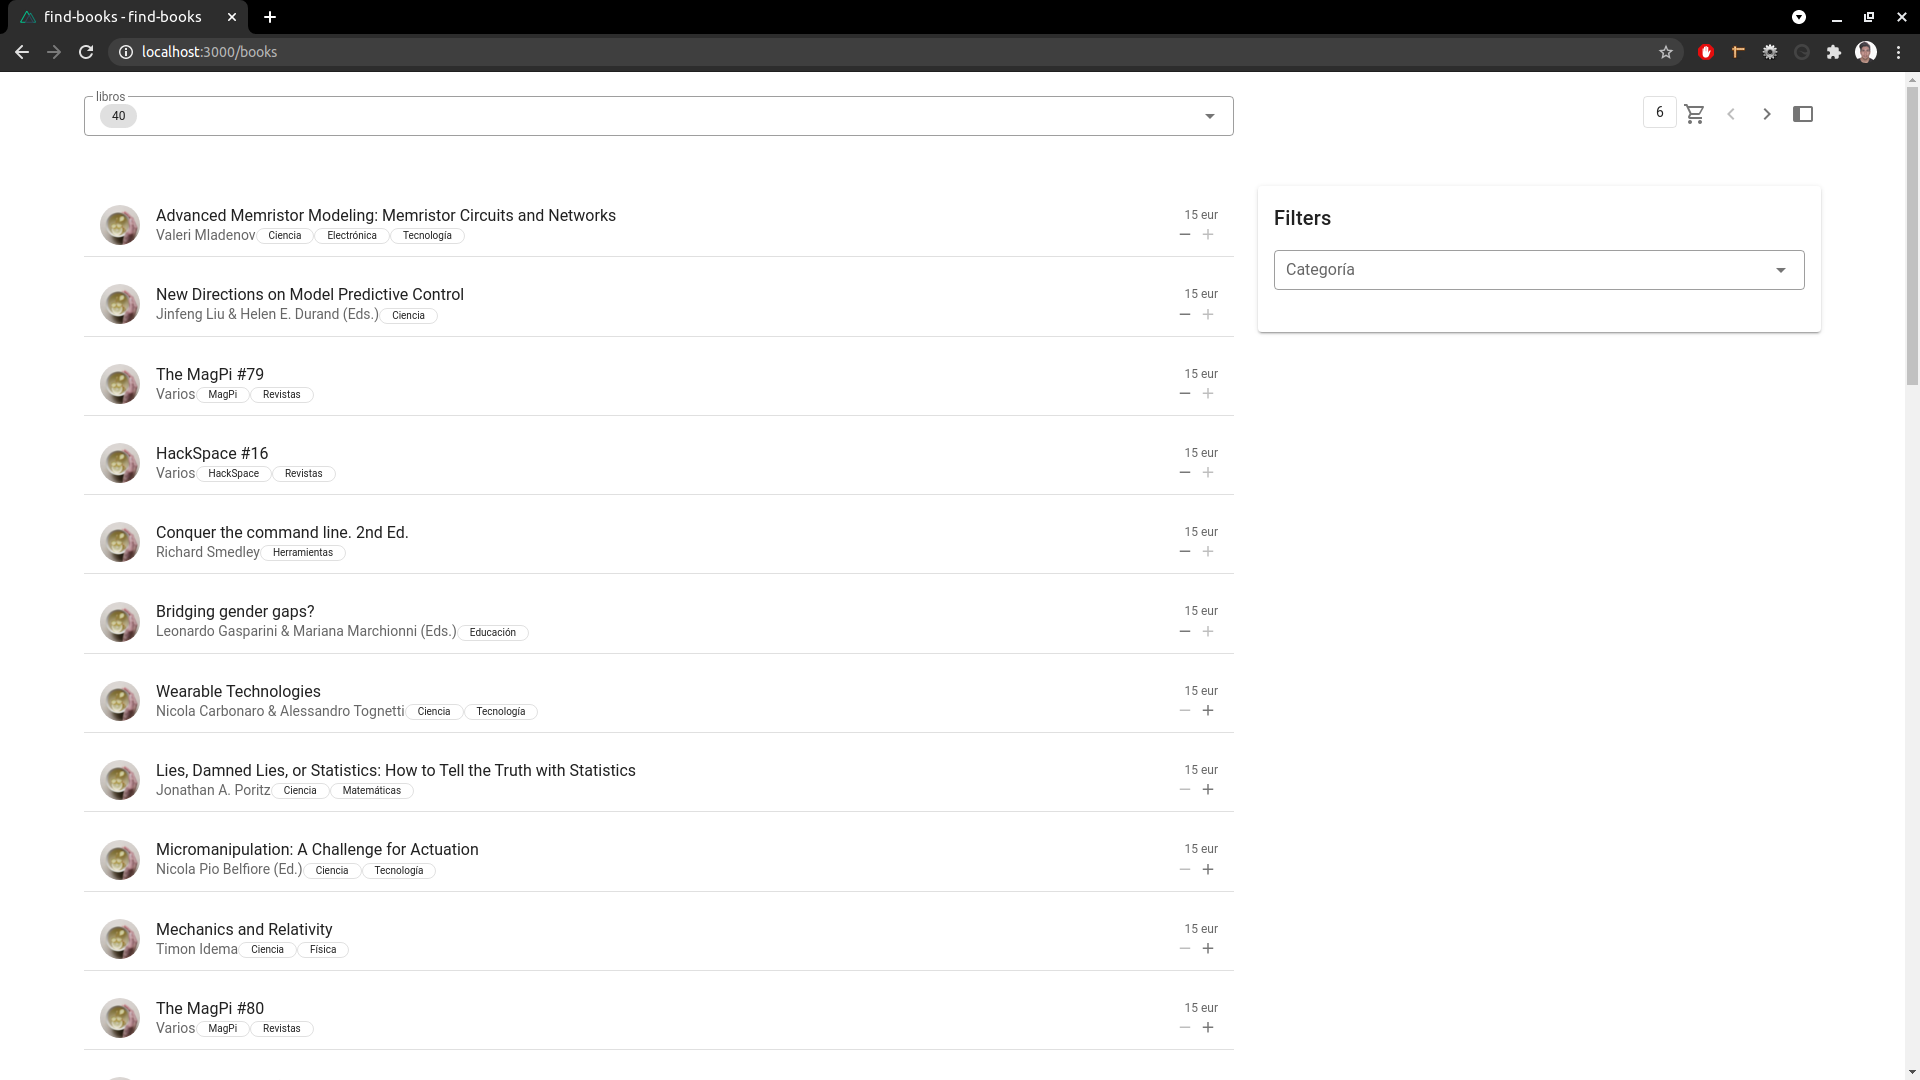 find-books - find-books
localhost:3000/books
libros
40
6
Advanced Memristor Modeling: Memristor Circuits and Networks
15 eur
Valeri Mladenov Ciencia Electrónica Tecnología
Filters
Categoría
New Directions on Model Predictive Control
15 eur
Jinfeng Liu & Helen E. Durand (Eds.) Ciencia
The MagPi #79
15 eur
Varios MagPi Revistas
HackSpace #16
15 eur
Varios HackSpace Revistas
Conquer the command line. 2nd Ed.
15 eur
Richard Smedley Herramientas
Bridging gender gaps?
15 eur
Leonardo Gasparini & Mariana Marchionni (Eds.) Educación
Wearable Technologies
15 eur
Nicola Carbonaro & Alessandro Tognetti Ciencia Tecnología
Lies, Damned Lies, or Statistics: How to Tell the Truth with Statistics
15 eur
Jonathan A. Poritz Ciencia Matemáticas
Micromanipulation: A Challenge for Actuation
15 eur
Nicola Pio Belfiore (Ed.) Ciencia Tecnología
Mechanics and Relativity
15 eur
Timon Idema Ciencia Física
The MagPi #80
15 eur
Varios MagPi Revistas